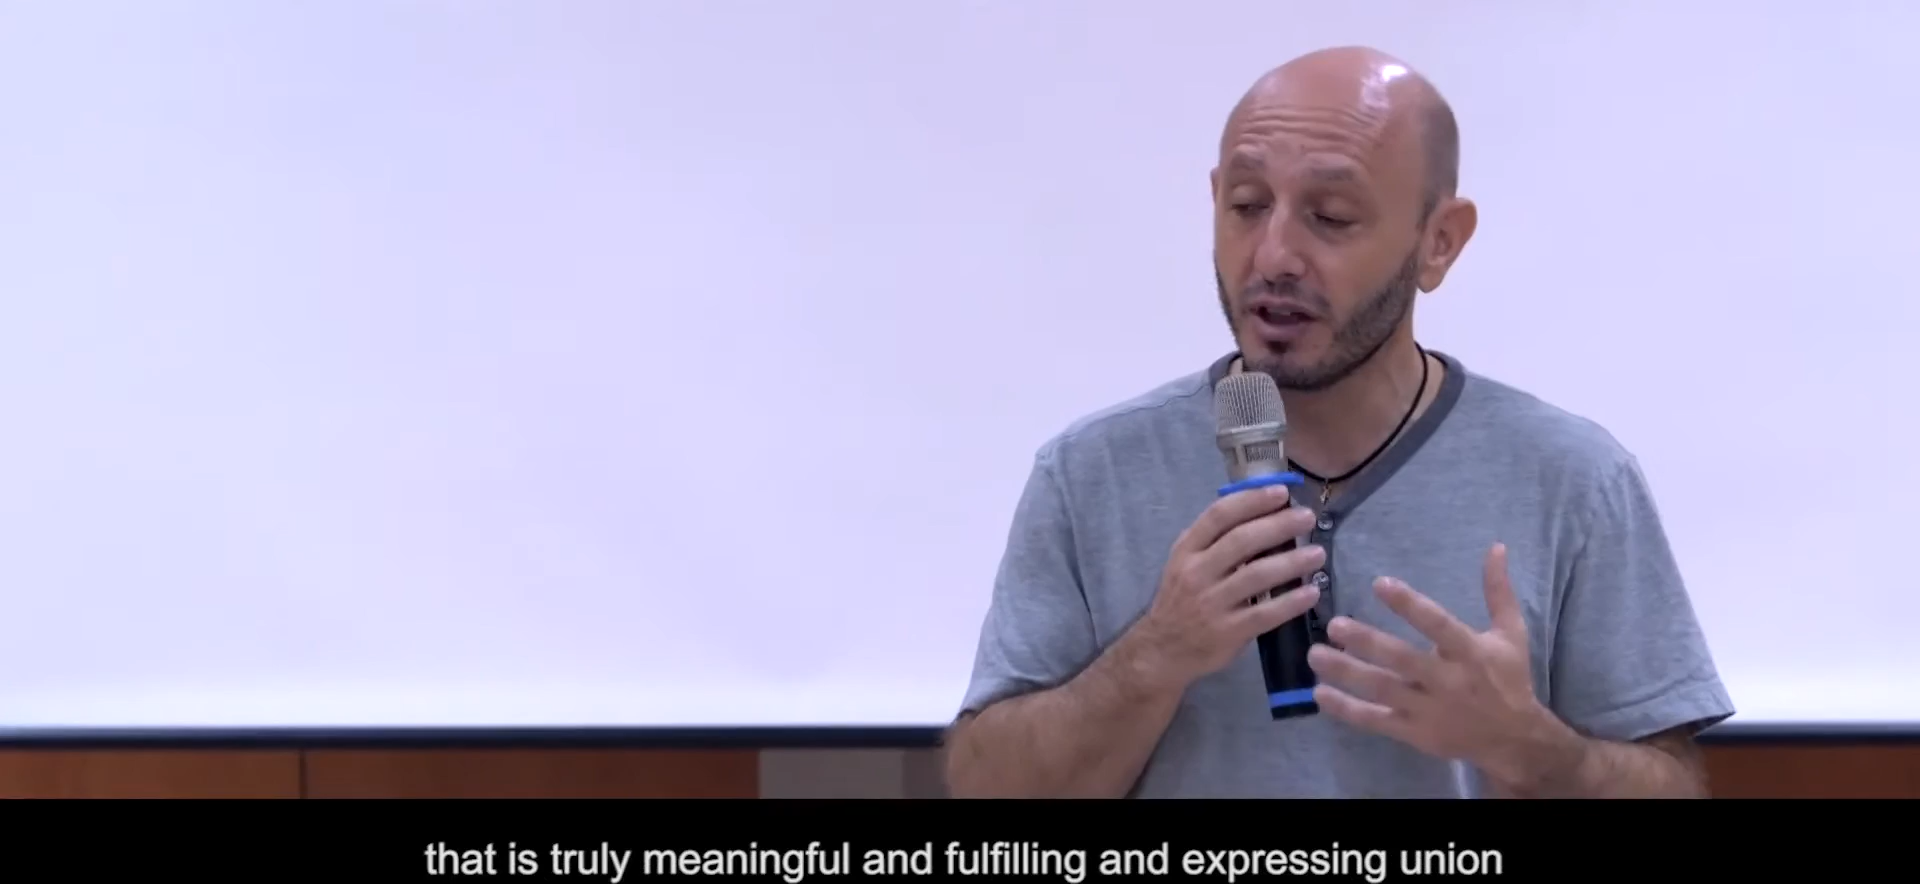 that is truly meaningful and fulfilling and expressing union